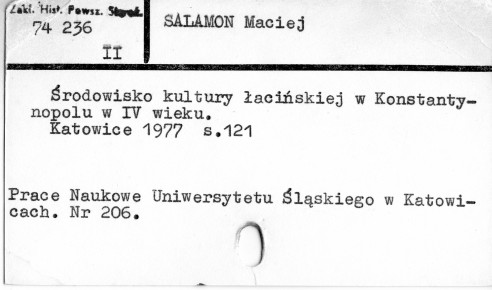 Zakł. Hist. Powsz. Staroż.
74 236
II
SALAMON Maciej
Środowisko kultury łacińskiej w Konstanty-
nopolu w IV wieku.
Katowice 1977 s.121
Prace Naukowe Uniwersytetu Śląskiego w Katowi-
cach. Nr 206.